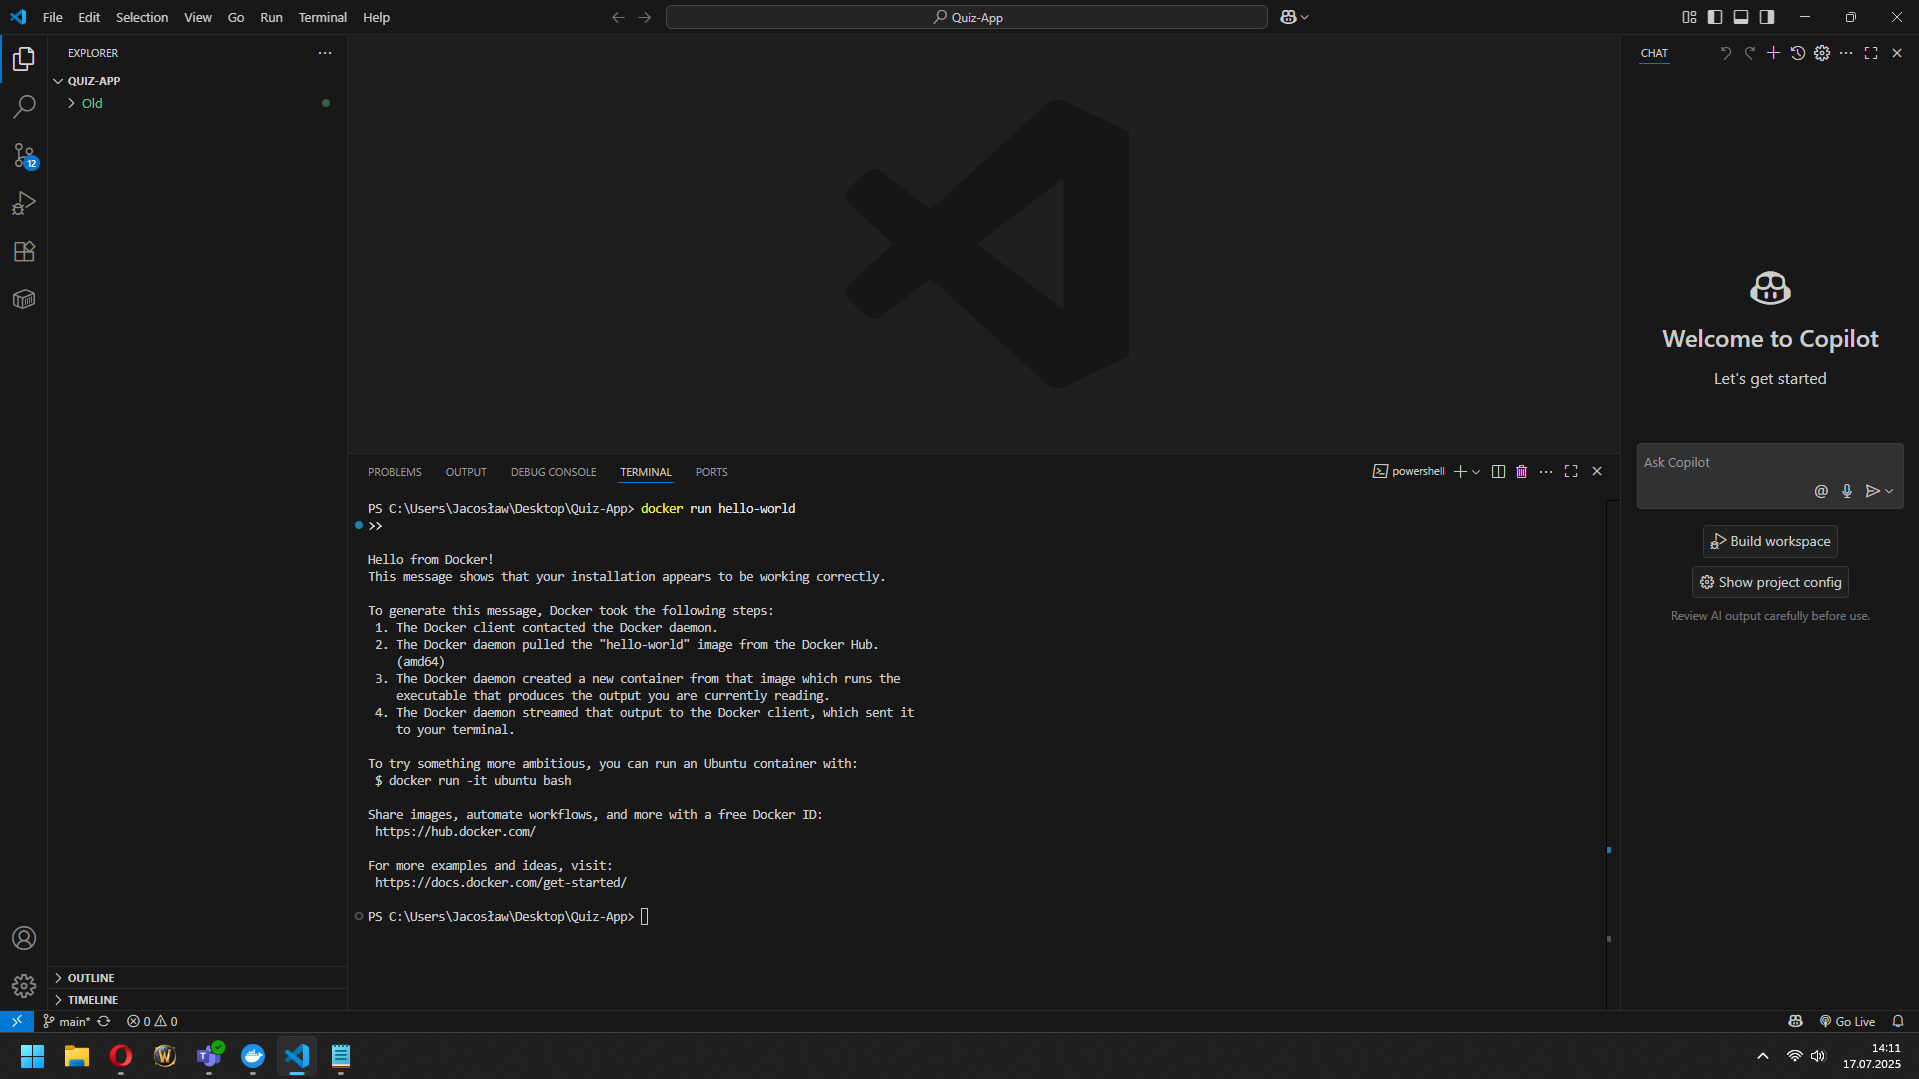 File Edit Selection View Go Run Terminal Help
Quiz-App
EXPLORER
QUIZ-APP
Old
12
OUTLINE
TIMELINE
PROBLEMS OUTPUT DEBUG CONSOLE TERMINAL PORTS
powershell
PS C:\Users\Jacosław\Desktop\Quiz-App> docker run hello-world
>>
Hello from Docker!
This message shows that your installation appears to be working correctly.
To generate this message, Docker took the following steps:
1. The Docker client contacted the Docker daemon.
2. The Docker daemon pulled the "hello-world" image from the Docker Hub.
(amd64)
3. The Docker daemon created a new container from that image which runs the
executable that produces the output you are currently reading.
4. The Docker daemon streamed that output to the Docker client, which sent it
to your terminal.
To try something more ambitious, you can run an Ubuntu container with:
$ docker run -it ubuntu bash
Share images, automate workflows, and more with a free Docker ID:
https://hub.docker.com/
For more examples and ideas, visit:
https://docs.docker.com/get-started/
PS C:\Users\Jacosław\Desktop\Quiz-App>
CHAT
Welcome to Copilot
Let's get started
Ask Copilot
@
Build workspace
Show project config
Review AI output carefully before use.
main* 0 0
Go Live
14:11
17.07.2025